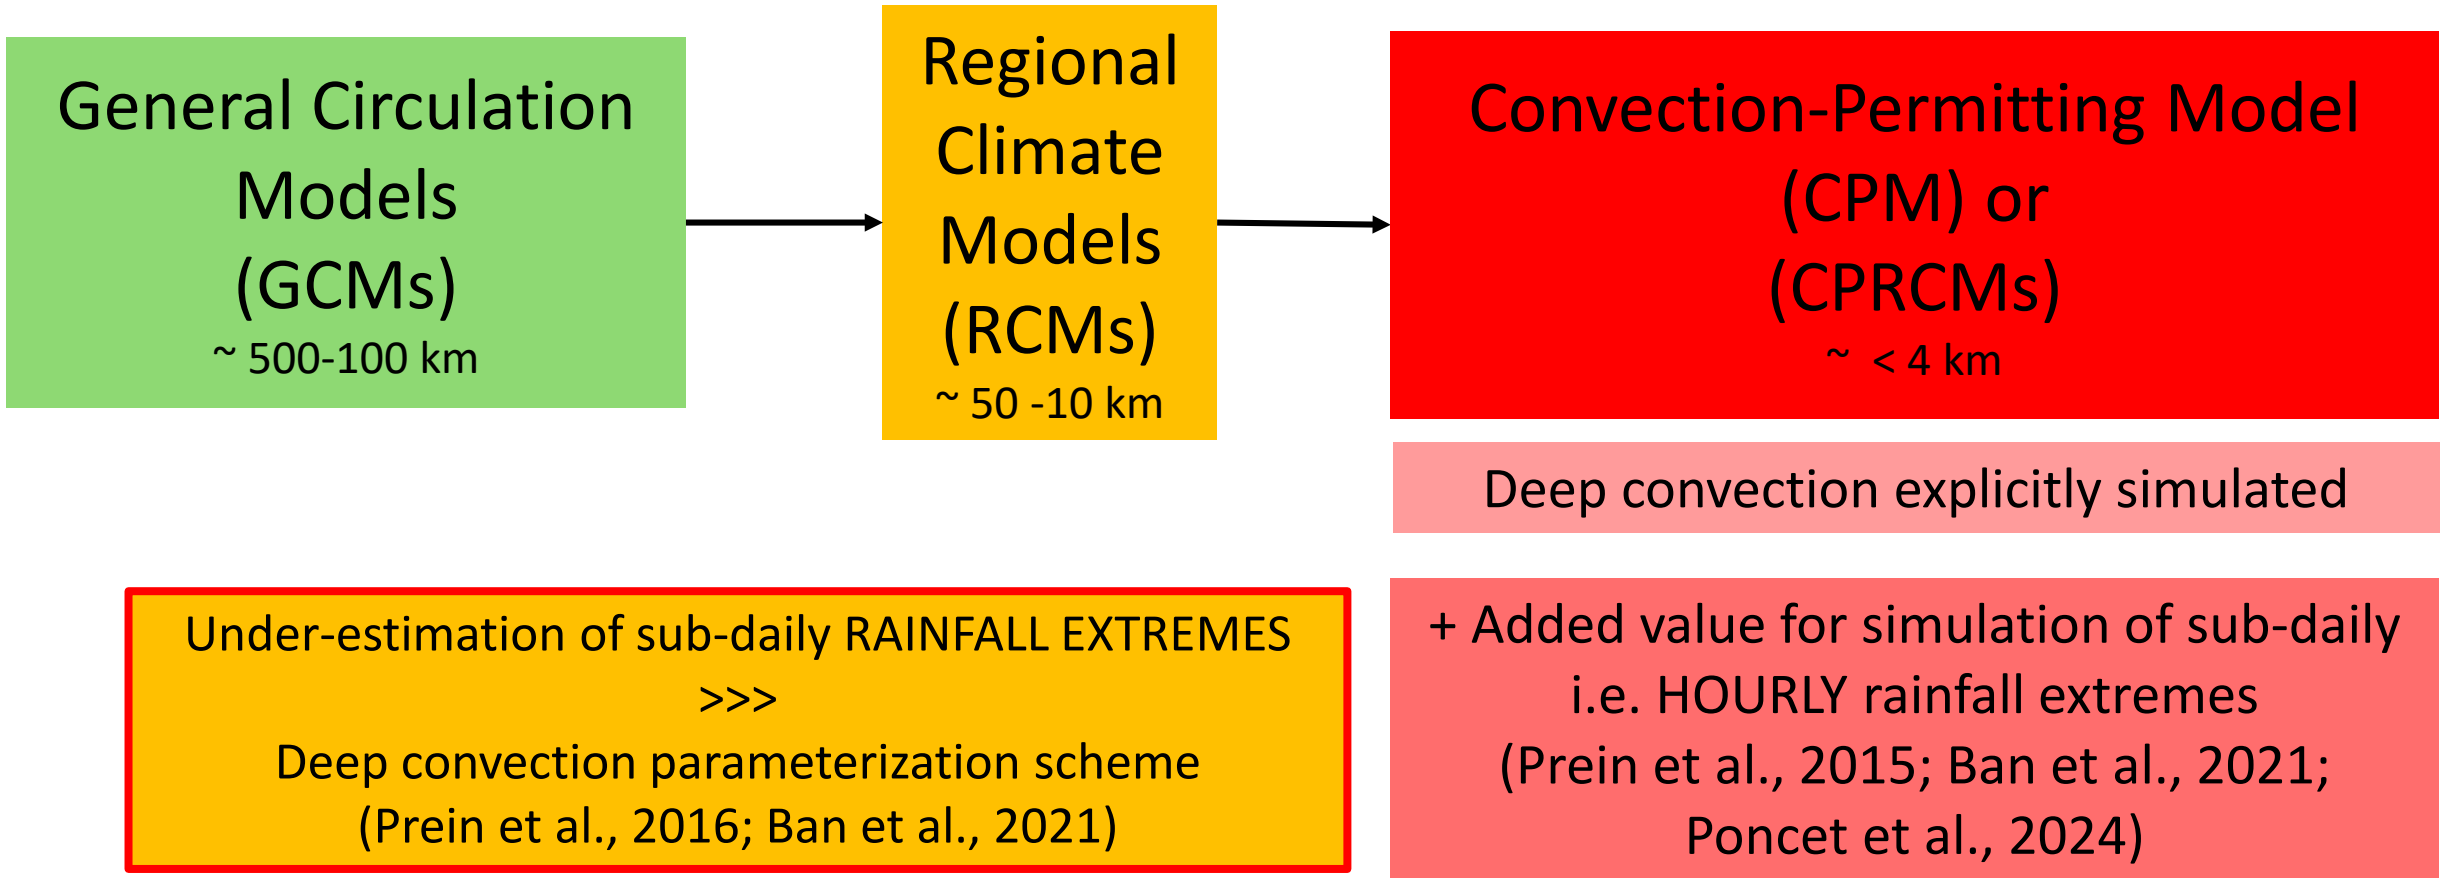 General Circulation
Models
(GCMs)
~ 500-100 km
Regional
Climate
Models
(RCMs)
~ 50 -10 km
Convection-Permitting Model
(CPM) or
(CPRCMs)
~ < 4 km
Deep convection explicitly simulated
Under-estimation of sub-daily RAINFALL EXTREMES
>>>
Deep convection parameterization scheme
(Prein et al., 2016; Ban et al., 2021)
+ Added value for simulation of sub-daily
i.e. HOURLY rainfall extremes
(Prein et al., 2015; Ban et al., 2021;
Poncet et al., 2024)